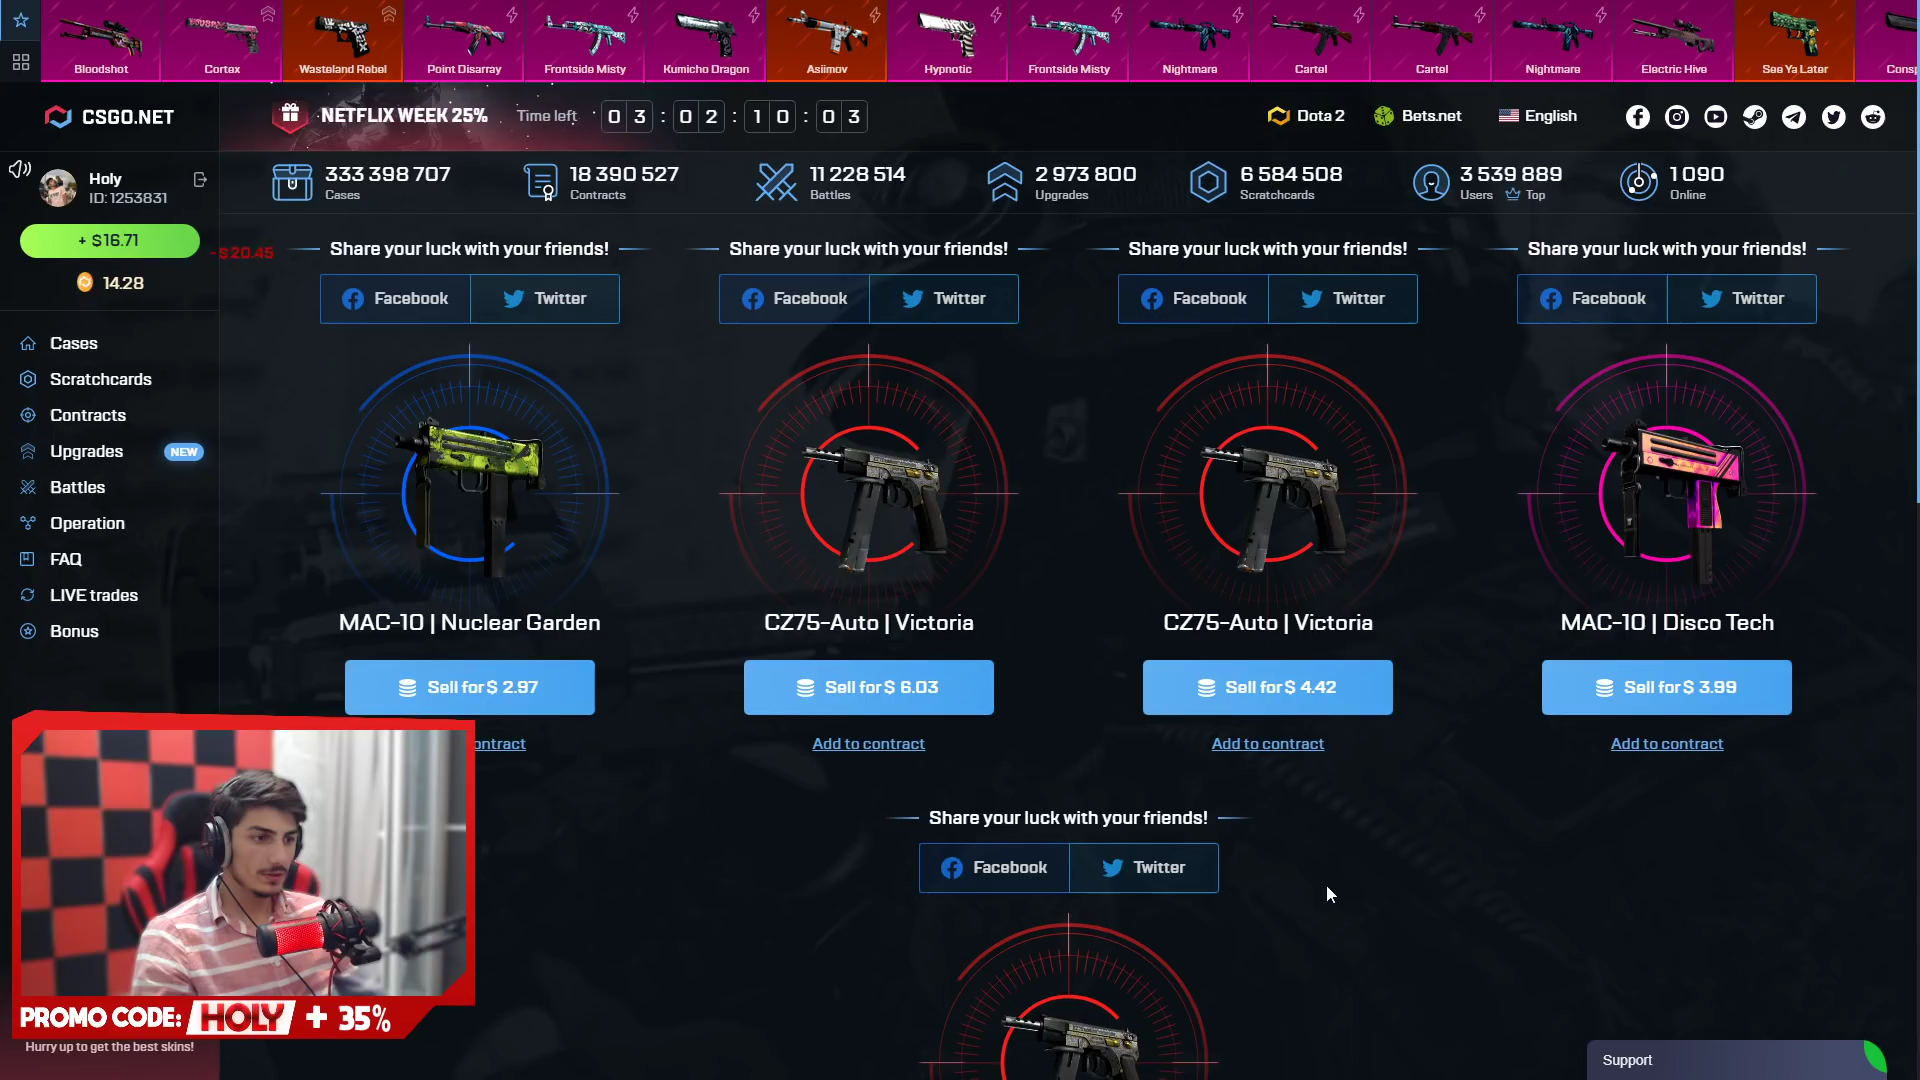 Bloodshot
Cortex
Wasteland Rebel
Point Disarray
Frontside Misty
Kumicho Dragon
Asiimov
Hypnotic
Frontside Misty
Nightmare
Cartel
Cartel
Nightmare
Electric Hive
See Ya Later
CSGO.NET
NETFLIX WEEK 25%
Time left
0 3 : 0 2 : 1 0 : 0 3
Dota 2
Bets.net
English
Holy
ID: 1253831
+ $16.71
- $ 20.45
14.28
333 398 707
Cases
18 390 527
Contracts
11 228 514
Battles
2 973 800
Upgrades
6 584 508
Scratchcards
3 539 889
Users Top
1 090
Online
Cases
Scratchcards
Contracts
Upgrades NEW
Battles
Operation
FAQ
LIVE trades
Bonus
Share your luck with your friends!
Facebook Twitter
MAC-10 | Nuclear Garden
Sell for $ 2.97
Share your luck with your friends!
Facebook Twitter
CZ75-Auto | Victoria
Sell for $ 6.03
Add to contract
Share your luck with your friends!
Facebook Twitter
CZ75-Auto | Victoria
Sell for $ 4.42
Add to contract
Share your luck with your friends!
Facebook Twitter
MAC-10 | Disco Tech
Sell for $ 3.99
Add to contract
Share your luck with your friends!
Facebook Twitter
PROMO CODE: HOLY + 35%
Hurry up to get the best skins!
Support